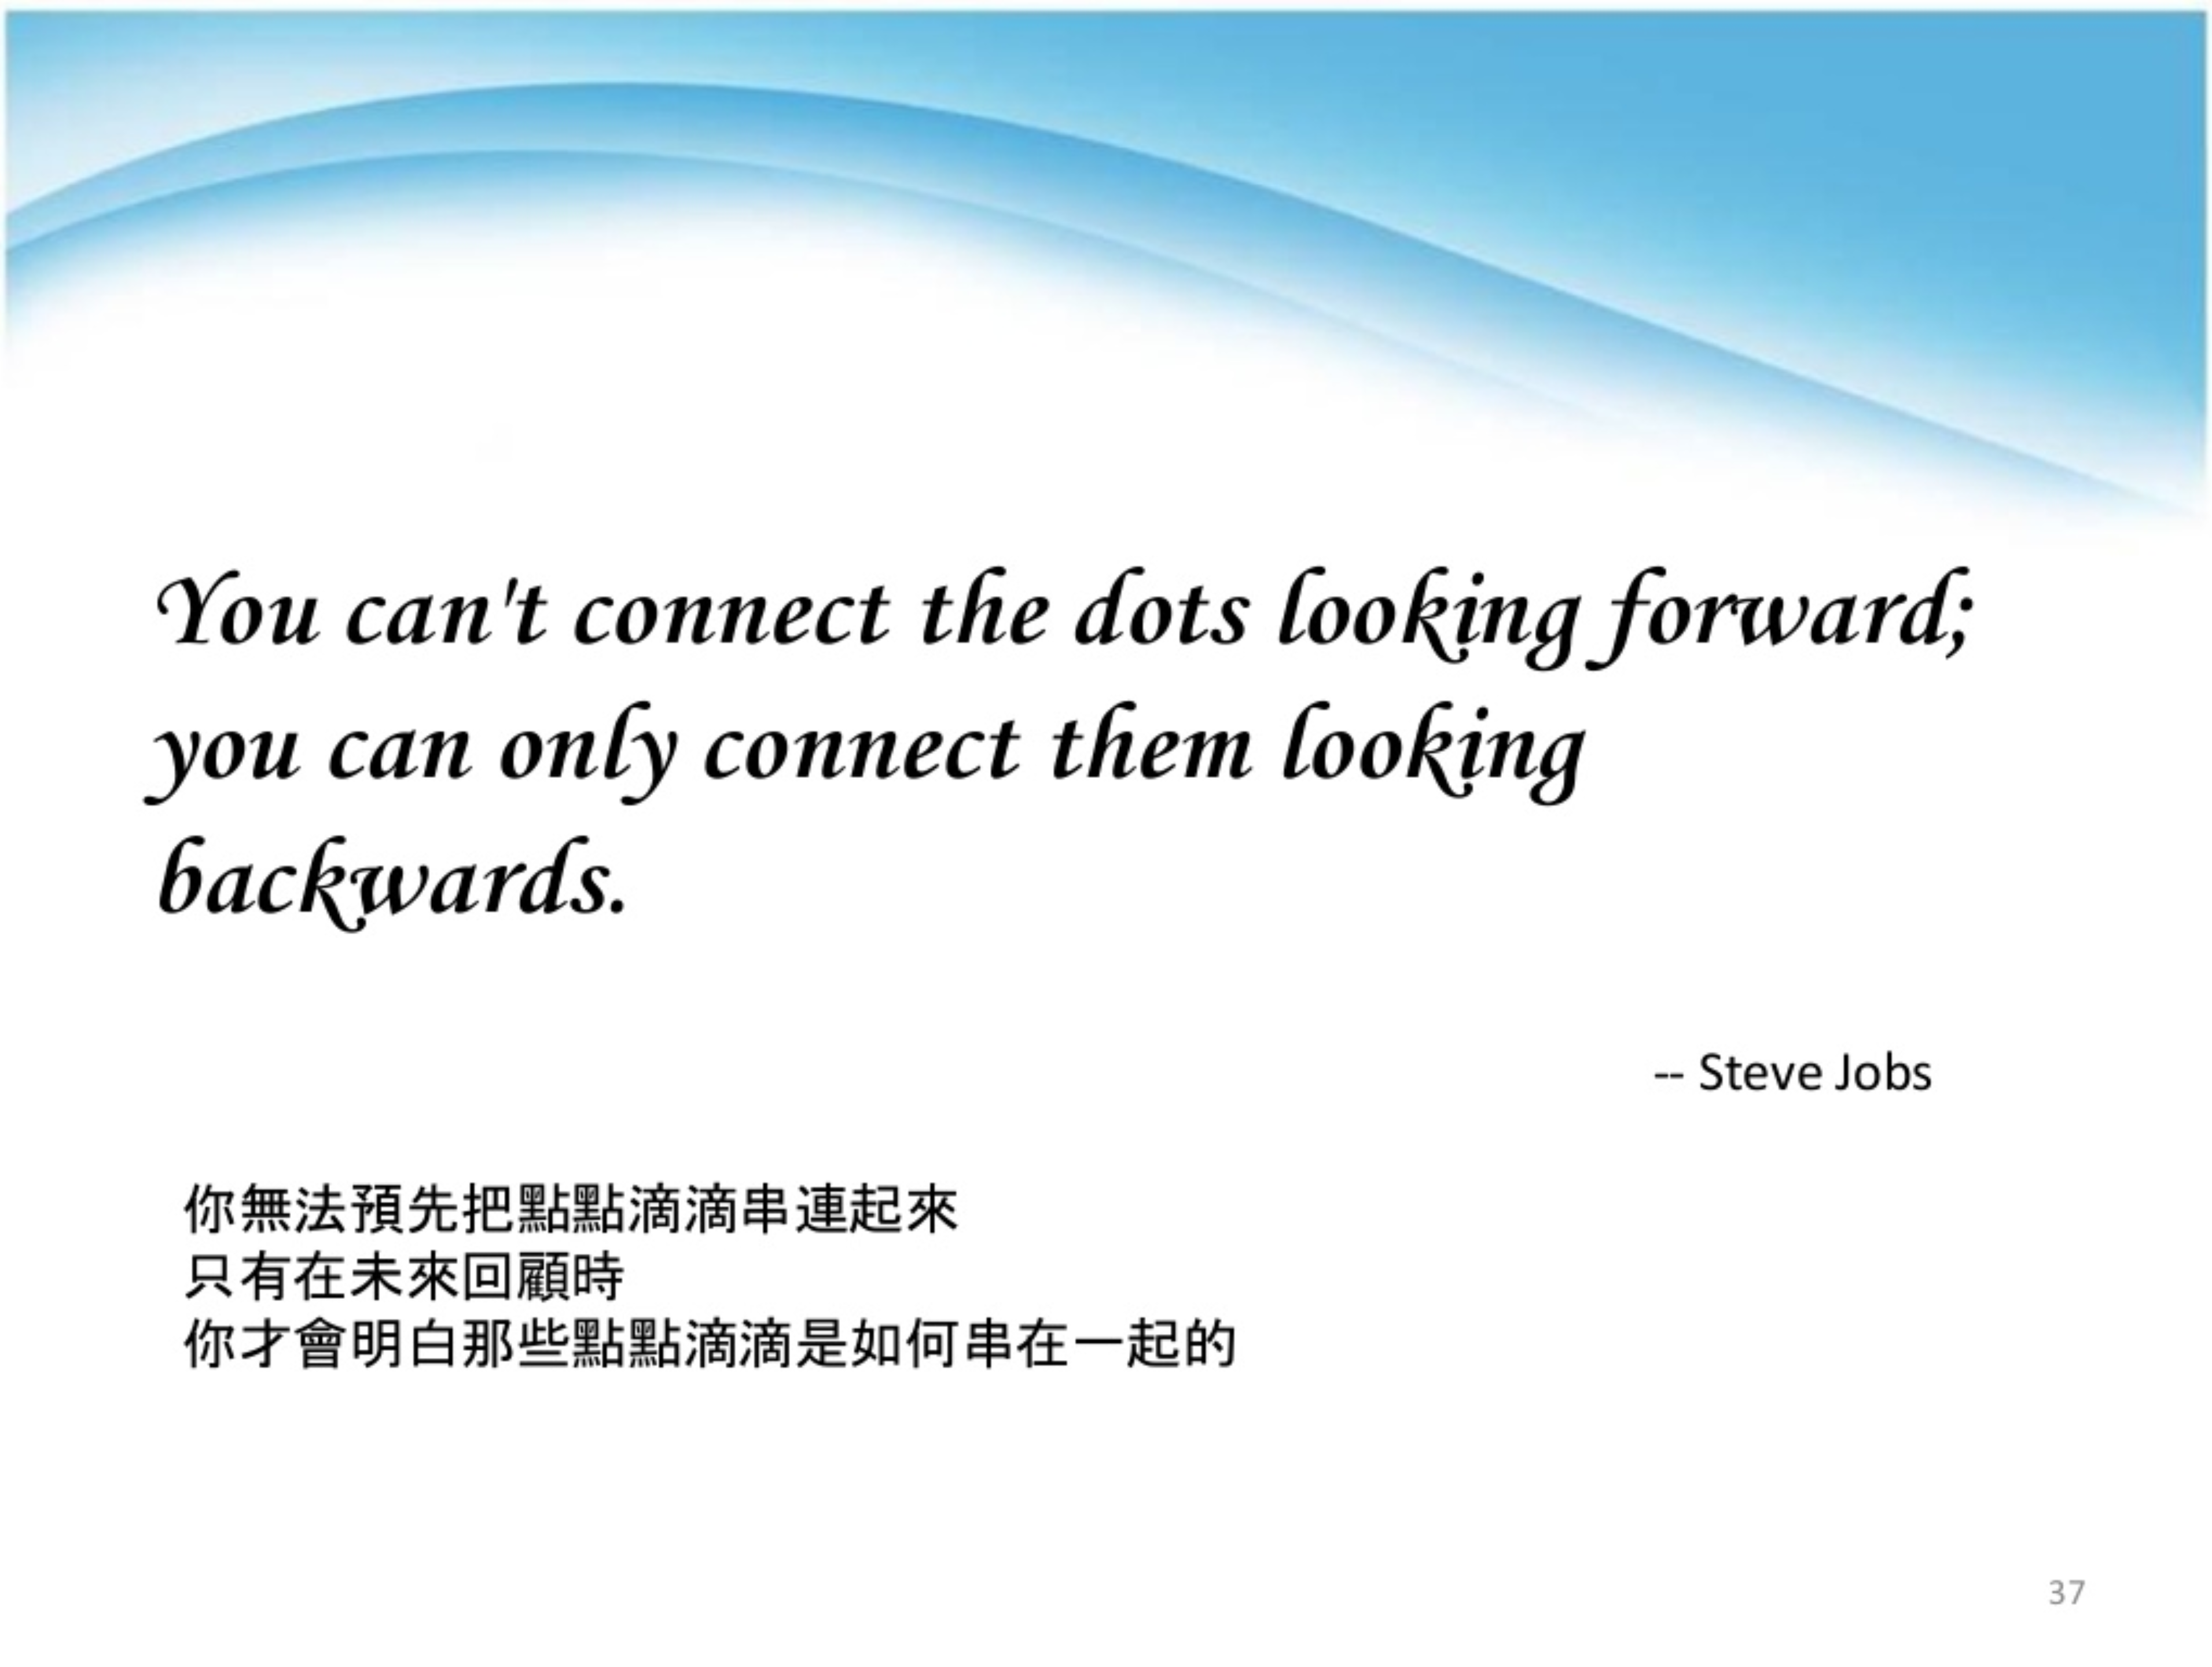 You can't connect the dots looking forward;
you can only connect them looking
backwards.
-- Steve Jobs
你無法預先把點點滴滴串連起來
只有在未來回顧時
你才會明白那些點點滴滴是如何串在一起的
37